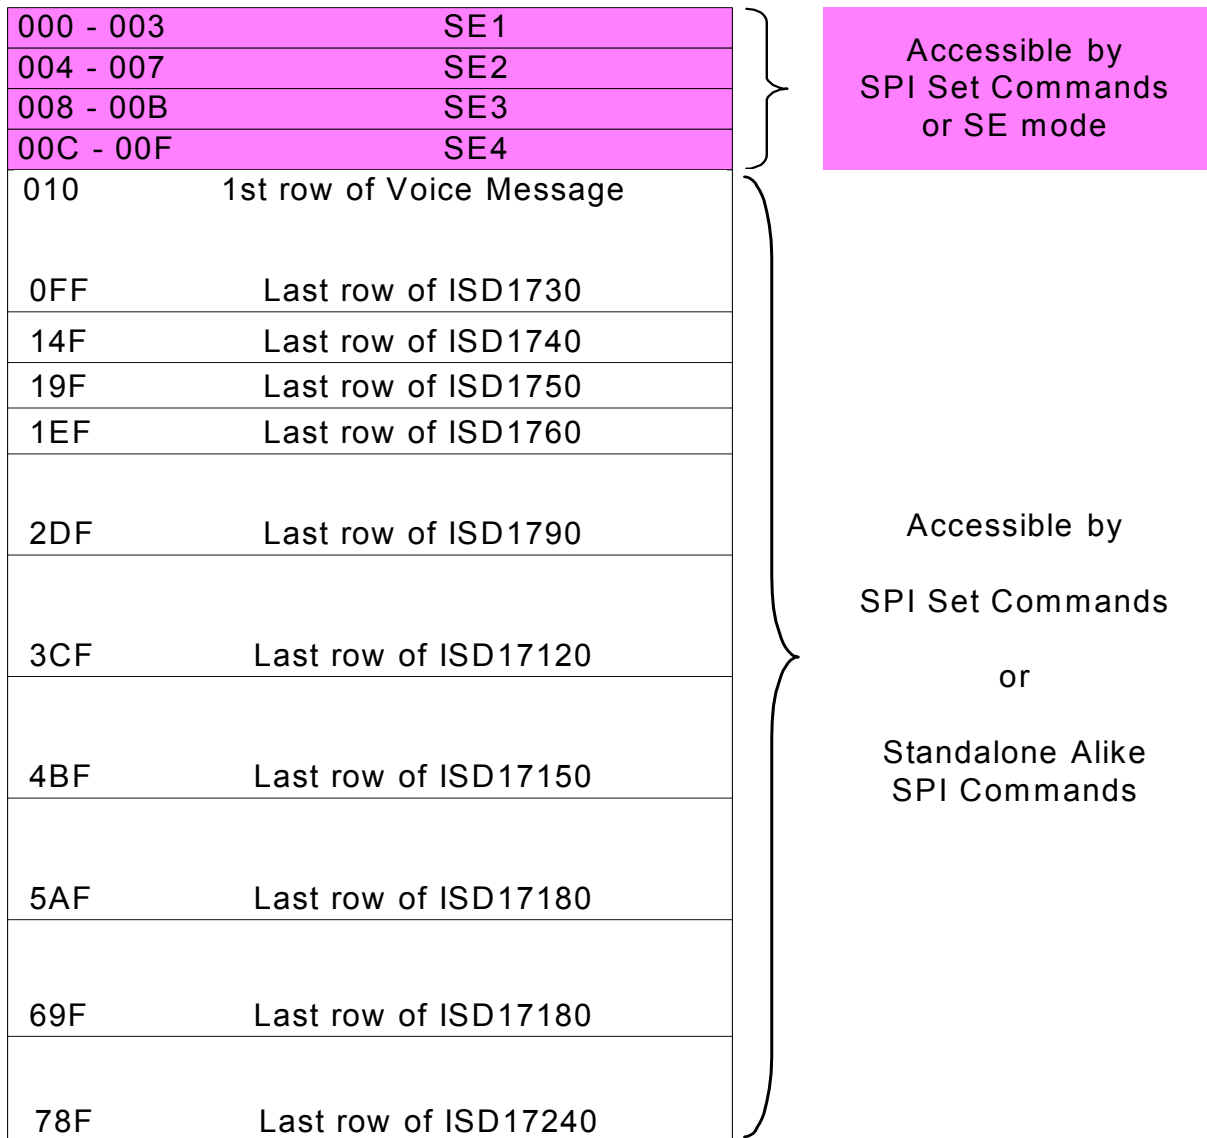 000 - 003 SE1
004 - 007 SE2
008 - 00B SE3
00C - 00F SE4
Accessible by
SPI Set Commands
or SE mode
010 1st row of Voice Message
0FF Last row of ISD1730
14F Last row of ISD1740
19F Last row of ISD1750
1EF Last row of ISD1760
2DF Last row of ISD1790
3CF Last row of ISD17120
4BF Last row of ISD17150
5AF Last row of ISD17180
69F Last row of ISD17180
78F Last row of ISD17240
Accessible by
SPI Set Commands
or
Standalone Alike
SPI Commands